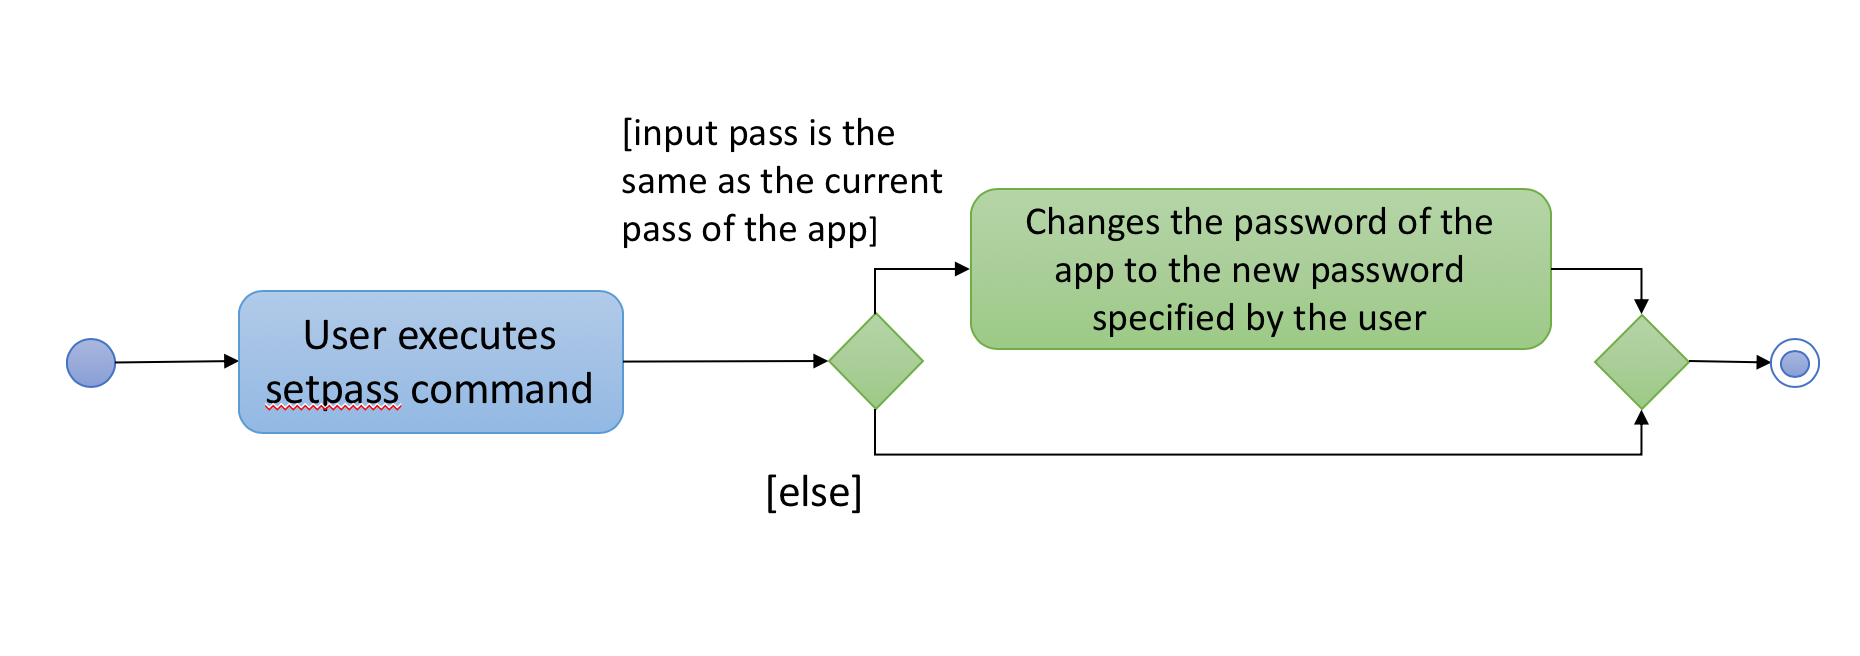 [input pass is the
same as the current
pass of the app]
Changes the password of the
app to the new password
specified by the user
User executes
setpass command
[else]